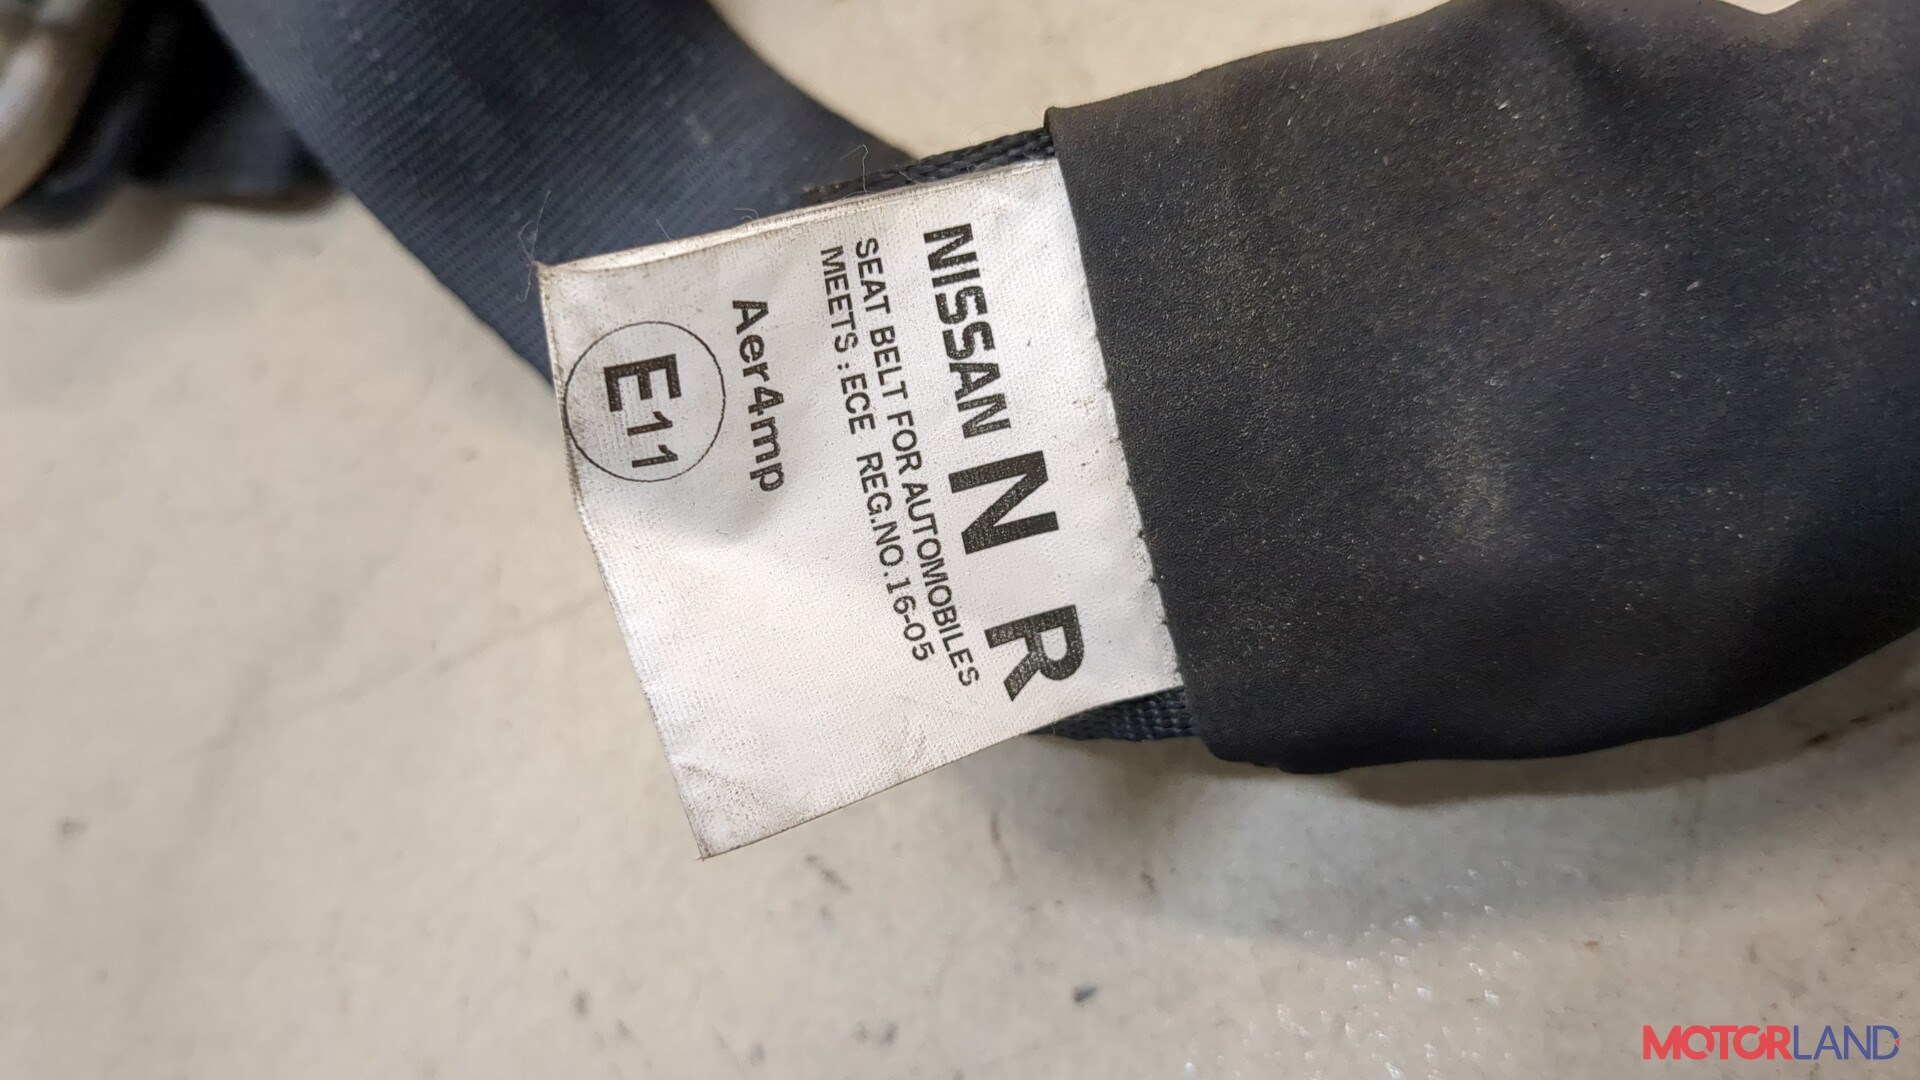 NISSAN N R
SEAT BELT FOR AUTOMOBILES
MEETS : ECE REG.NO.16-05
Aer4mp
E11
MOTORLAND